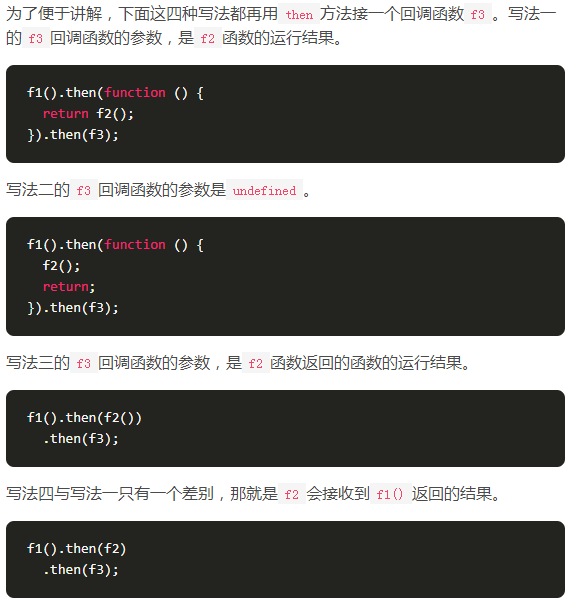 为了便于讲解，下面这四种写法都再用 then 方法接一个回调函数 f3 。写法一
的 f3 回调函数的参数，是 f2 函数的运行结果。
f1().then(function () {
  return f2();
}).then(f3);
写法二的 f3 回调函数的参数是 undefined 。
f1().then(function () {
  f2();
  return;
}).then(f3);
写法三的 f3 回调函数的参数，是 f2 函数返回的函数的运行结果。
f1().then(f2())
  .then(f3);
写法四与写法一只有一个差别，那就是 f2 会接收到 f1() 返回的结果。
f1().then(f2)
  .then(f3);